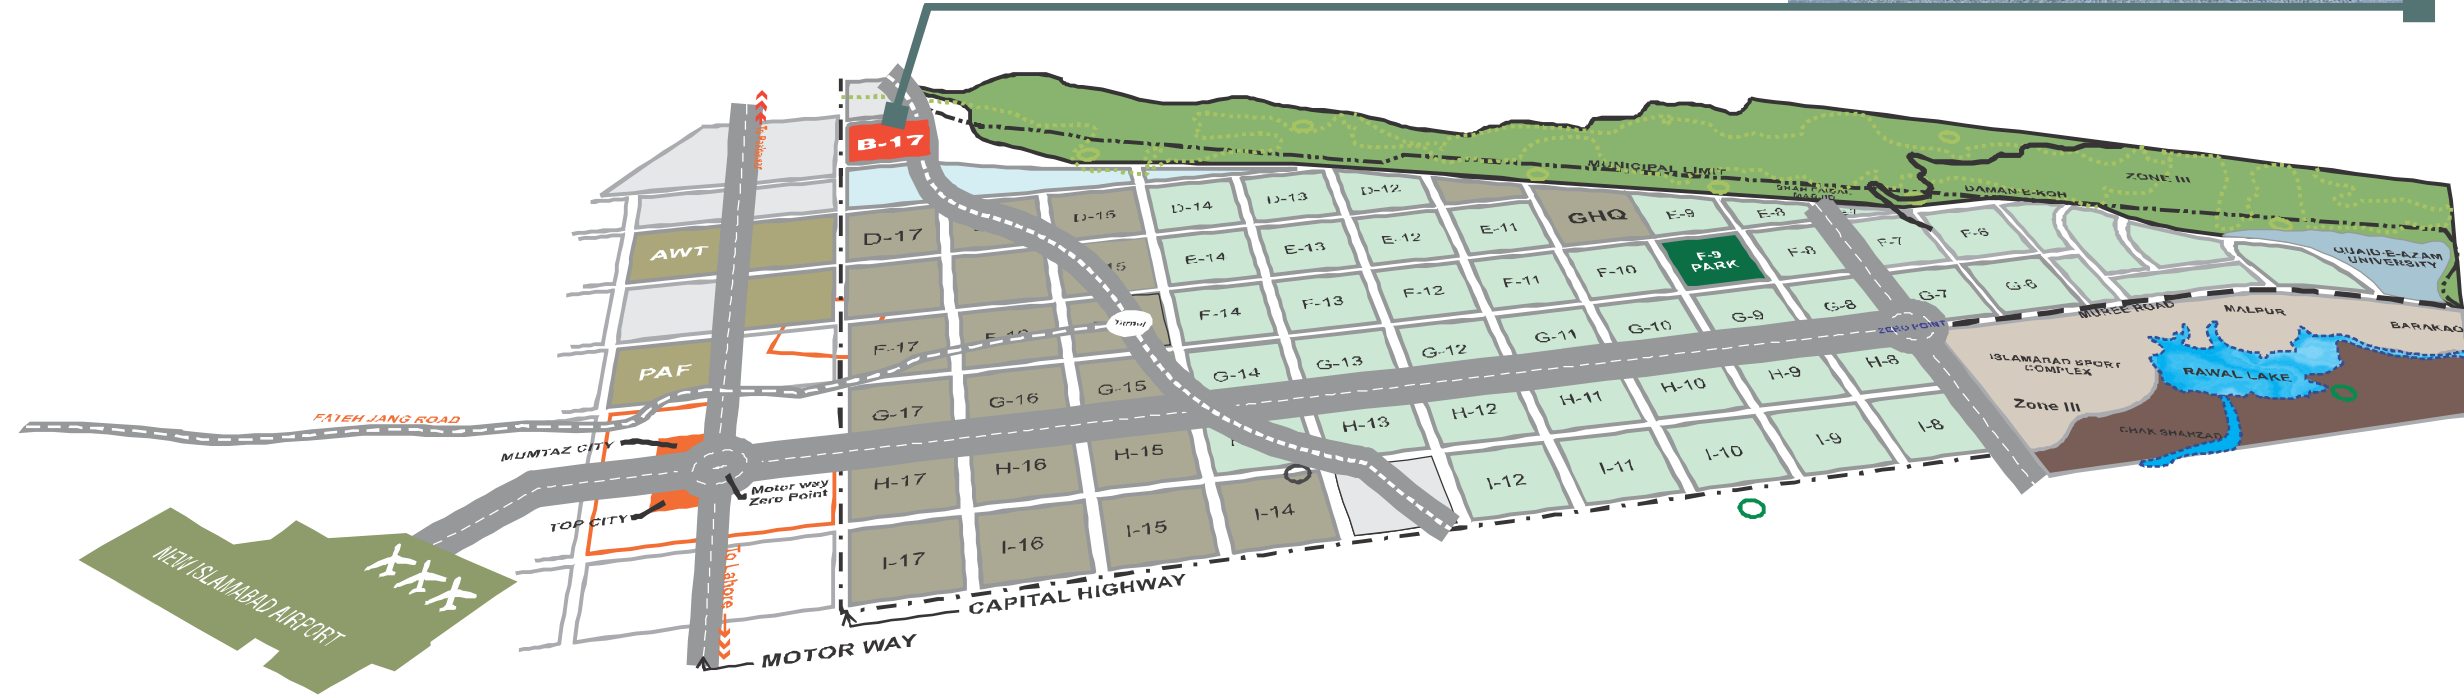 B-17
MUNICIPAL LIMIT
ZONE III
DAMAN-E-KOH
QUAID-E-AZAM
UNIVERSITY
AWT
D-17
D-15
D-14
D-13
D-12
GHQ
E-9
E-8
E-14
E-13
E-12
E-11
F-9
PARK
F-8
F-7
F-6
15
F-14
F-13
F-12
F-11
F-10
F-17
G-17
G-16
G-15
G-14
G-13
G-12
G-11
G-10
G-9
G-8
G-7
G-6
ZERO POINT
MUREE ROAD
MALPUR
ISLAMABAD SPORT
COMPLEX
RAWAL LAKE
Zone III
CHAK SHAHZAD
PAF
FATEH JANG ROAD
MUMTAZ CITY
Motor way
Zero Point
TOP CITY
H-17
H-16
H-15
H-13
H-12
H-11
H-10
H-9
H-8
I-17
I-16
I-15
I-14
I-12
I-11
I-10
I-9
I-8
NEW ISLAMABAD AIRPORT
To Lahore
CAPITAL HIGHWAY
MOTOR WAY